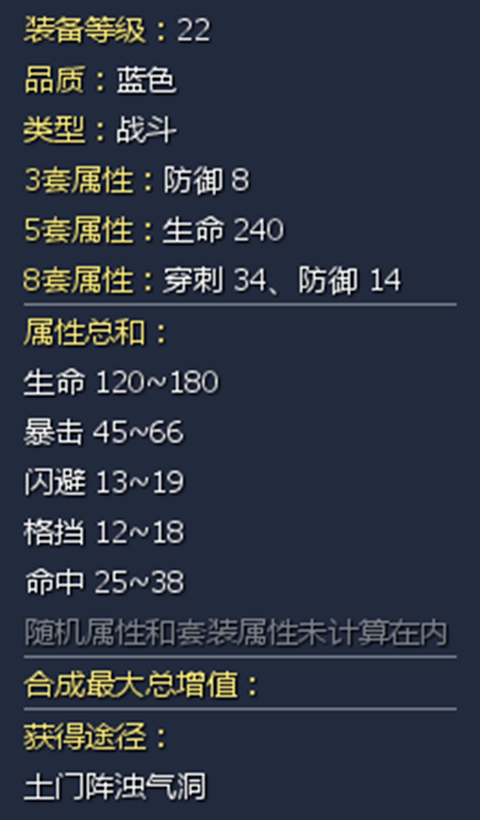 装备等级：22
品质：蓝色
类型：战斗
3套属性：防御 8
5套属性：生命 240
8套属性：穿刺 34、防御 14
属性总和：
生命 120~180
暴击 45~66
闪避 13~19
格挡 12~18
命中 25~38
随机属性和套装属性未计算在内
合成最大总增值：
获得途径：
土门阵浊气洞